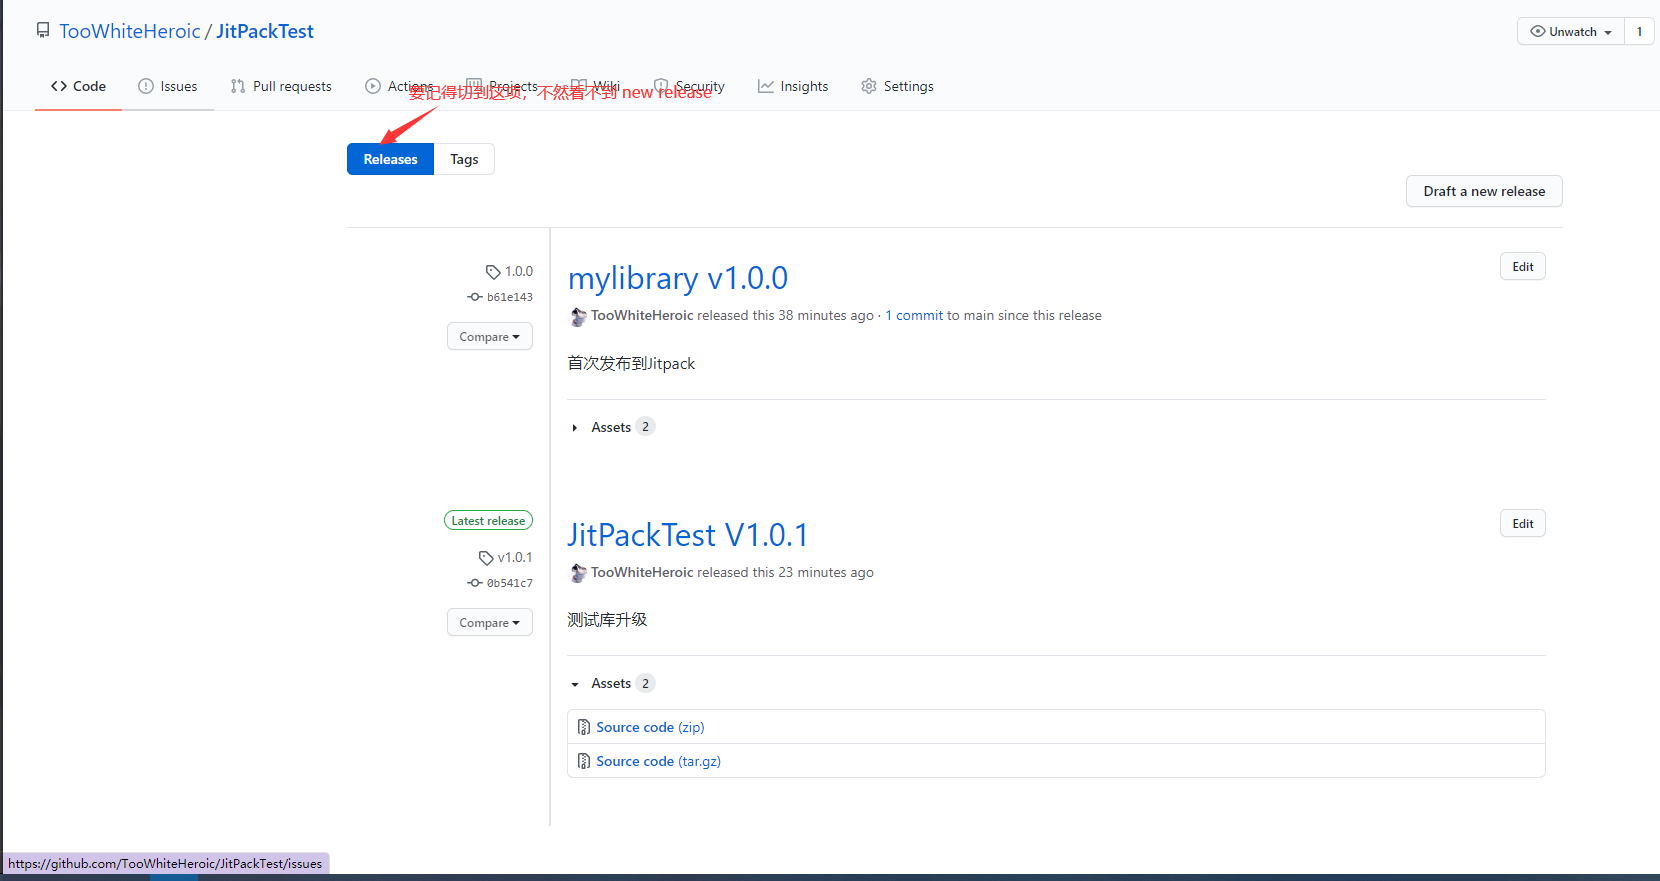 TooWhiteHeroic / JitPackTest
Unwatch 1
Code Issues Pull requests Actions Projects Wiki Security Insights Settings
要记得切到这项，不然看不到 new release
Releases Tags
Draft a new release
1.0.0
b61e143
Compare
mylibrary v1.0.0
Edit
TooWhiteHeroic released this 38 minutes ago · 1 commit to main since this release
首次发布到Jitpack
Assets 2
Latest release
v1.0.1
0b541c7
Compare
JitPackTest V1.0.1
Edit
TooWhiteHeroic released this 23 minutes ago
测试库升级
Assets 2
Source code (zip)
Source code (tar.gz)
https://github.com/TooWhiteHeroic/JitPackTest/issues